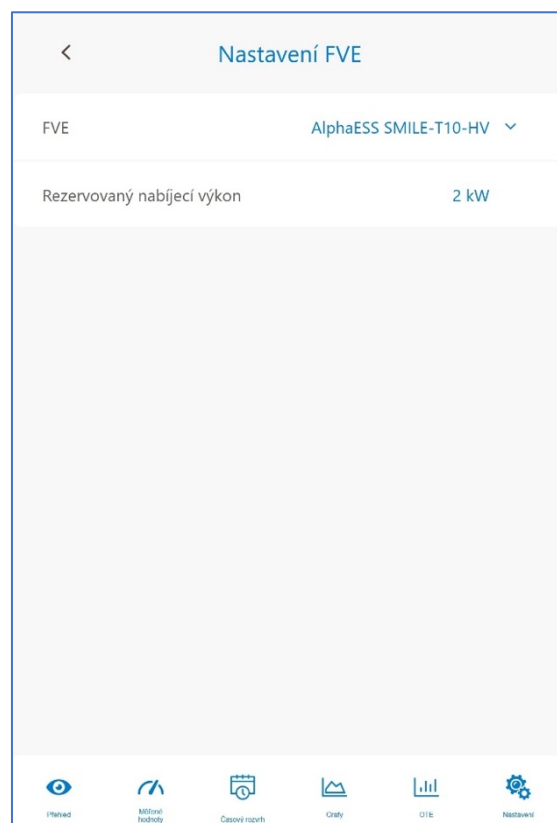 Nastavení FVE
FVE
AlphaESS SMILE-T10-HV
Rezervovaný nabíjecí výkon
2 kW
Přehled
Měřené
hodnoty
Časový rozvrh
Grafy
OTE
Nastavení